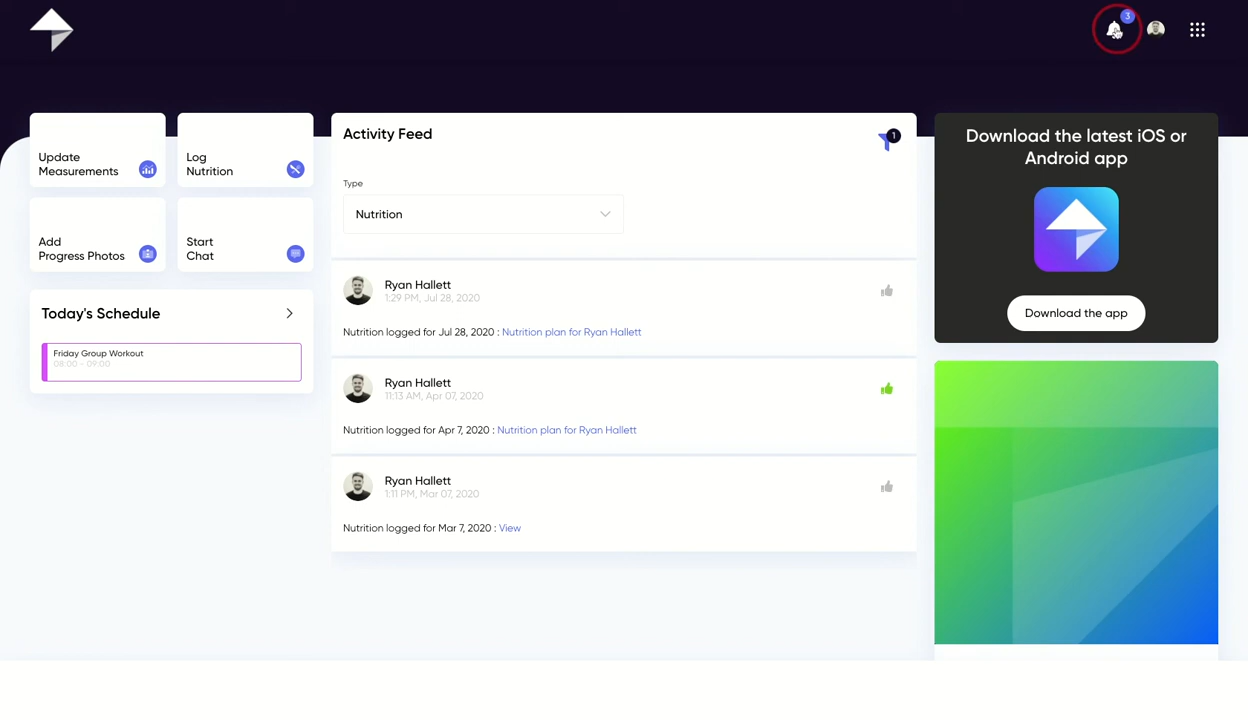 3
Update
Measurements
Log
Nutrition
Add
Progress Photos
Start
Chat
Today's Schedule
Friday Group Workout
08:00 - 09:00
Activity Feed
1
Type
Nutrition
Ryan Hallett
1:29 PM, Jul 28, 2020
Nutrition logged for Jul 28, 2020 : Nutrition plan for Ryan Hallett
Ryan Hallett
11:13 AM, Apr 07, 2020
Nutrition logged for Apr 7, 2020 : Nutrition plan for Ryan Hallett
Ryan Hallett
1:11 PM, Mar 07, 2020
Nutrition logged for Mar 7, 2020 : View
Download the latest iOS or
Android app
Download the app